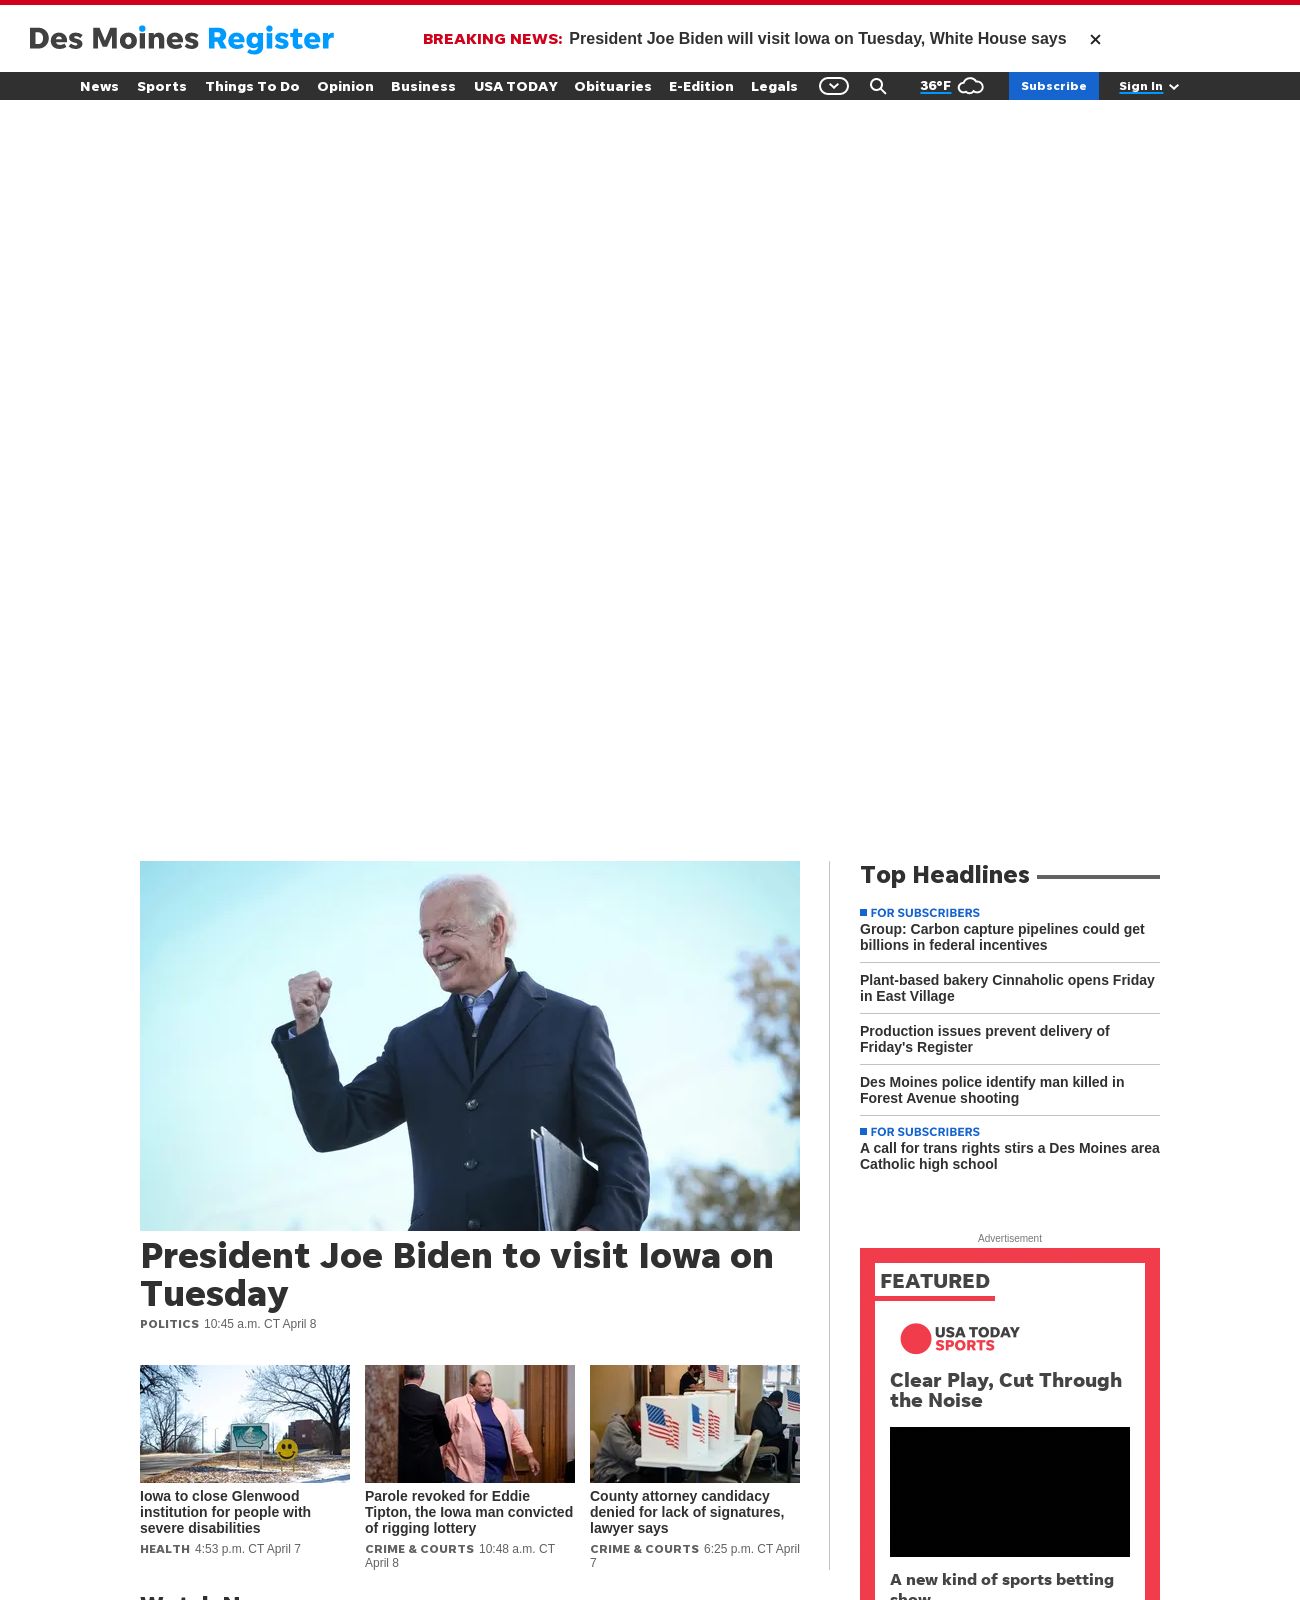 Des Moines Register
BREAKING NEWS: President Joe Biden will visit Iowa on Tuesday, White House says
News Sports Things To Do Opinion Business USA TODAY Obituaries E-Edition Legals 36°F Subscribe Sign In
President Joe Biden to visit Iowa on
Tuesday
POLITICS 10:45 a.m. CT April 8
Iowa to close Glenwood
institution for people with
severe disabilities
HEALTH 4:53 p.m. CT April 7
Parole revoked for Eddie
Tipton, the Iowa man convicted
of rigging lottery
CRIME & COURTS 10:48 a.m. CT
April 8
County attorney candidacy
denied for lack of signatures,
lawyer says
CRIME & COURTS 6:25 p.m. CT April
7
Top Headlines
FOR SUBSCRIBERS
Group: Carbon capture pipelines could get
billions in federal incentives
Plant-based bakery Cinnaholic opens Friday
in East Village
Production issues prevent delivery of
Friday's Register
Des Moines police identify man killed in
Forest Avenue shooting
FOR SUBSCRIBERS
A call for trans rights stirs a Des Moines area
Catholic high school
Advertisement
FEATURED
USA TODAY
SPORTS
Clear Play, Cut Through
the Noise
A new kind of sports betting
show